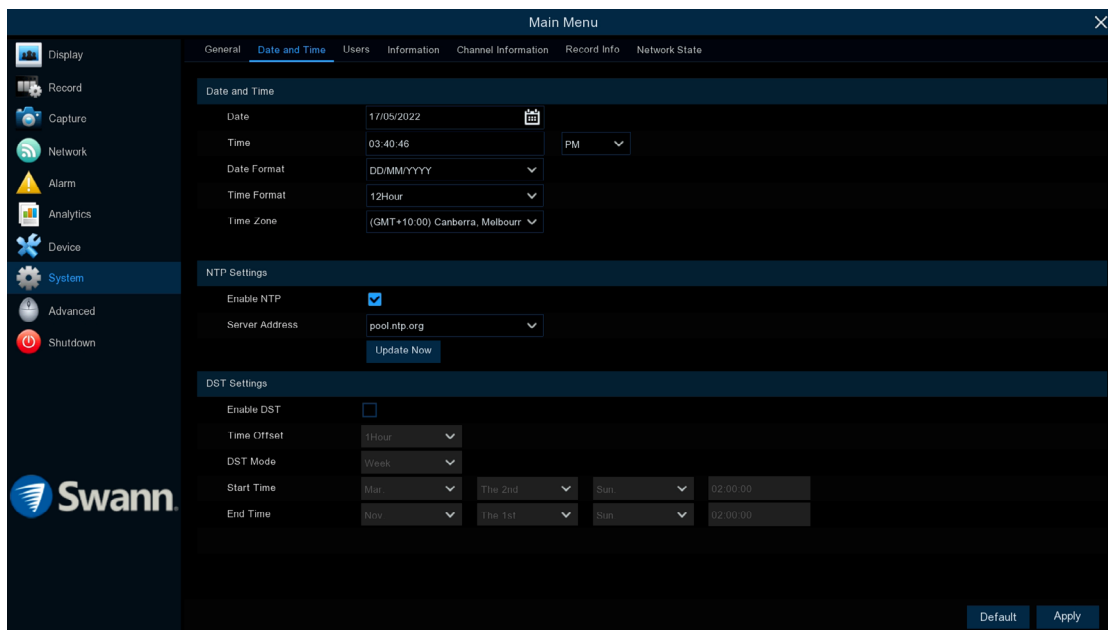 Main Menu
Display
Record
Capture
Network
Alarm
Analytics
Device
System
Advanced
Shutdown
Swann.
General Date and Time Users Information Channel Information Record Info Network State
Date and Time
Date 17/05/2022
Time 03:40:46 PM
Date Format DD/MM/YYYY
Time Format 12Hour
Time Zone (GMT+10:00) Canberra, Melbourr
NTP Settings
Enable NTP
Server Address pool.ntp.org
Update Now
DST Settings
Enable DST
Time Offset 1Hour
DST Mode Week
Start Time Mar. The 2nd Sun. 02:00:00
End Time Nov The 1st Sun 02:00:00
Default Apply